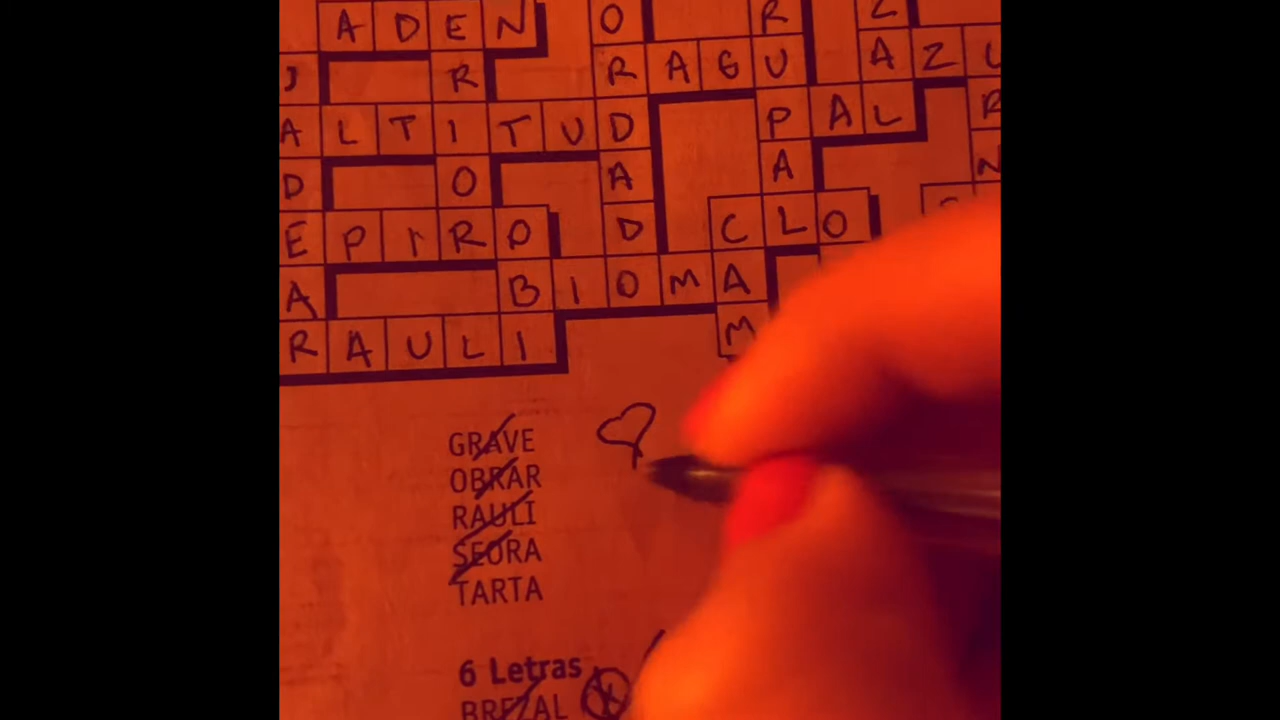 ADEN O R Z
J R RAGU AZU
ALTITUD D PAL R
D O A A N
EPIRO D CLO
A BIOMA
RAULI M
GRAVE
OBRAR
RAULI
SEORA
TARTA
6 Letras
BREZAL